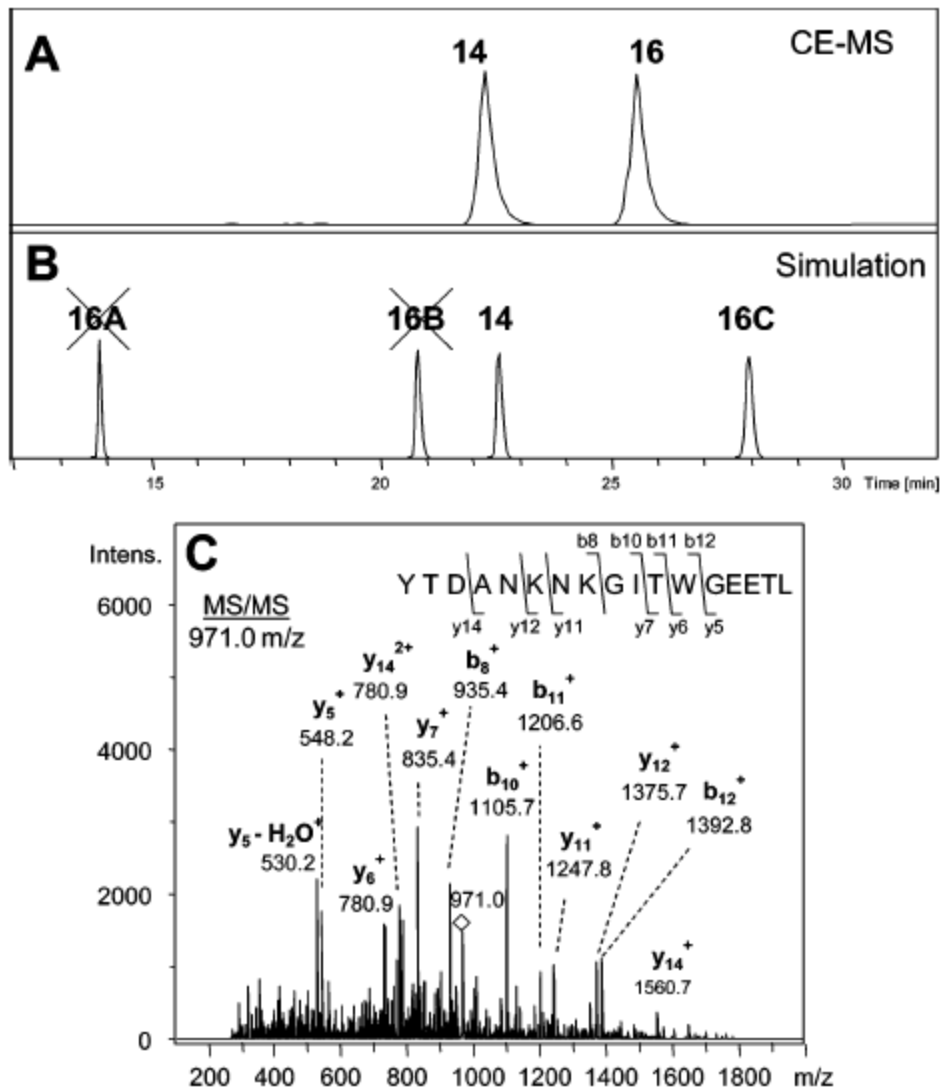 A
14
16
CE-MS
B
Simulation
16A
16B
14
16C
15
20
25
30
Time [min]
C
Intens.
6000
4000
2000
0
MS/MS
971.0 m/z
b8 b10 b11 b12
Y T D A N K N K G I T W G E E T L
y14 y12 y11 y7 y6 y5
y14 2+
780.9
b8 +
935.4
y5 +
548.2
y7 +
835.4
b11 +
1206.6
b10 +
1105.7
y12 +
1375.7
b12 +
1392.8
y5 - H2O +
530.2
y6 +
780.9
971.0
y11 +
1247.8
y14 +
1560.7
200 400 600 800 1000 1200 1400 1600 1800 m/z